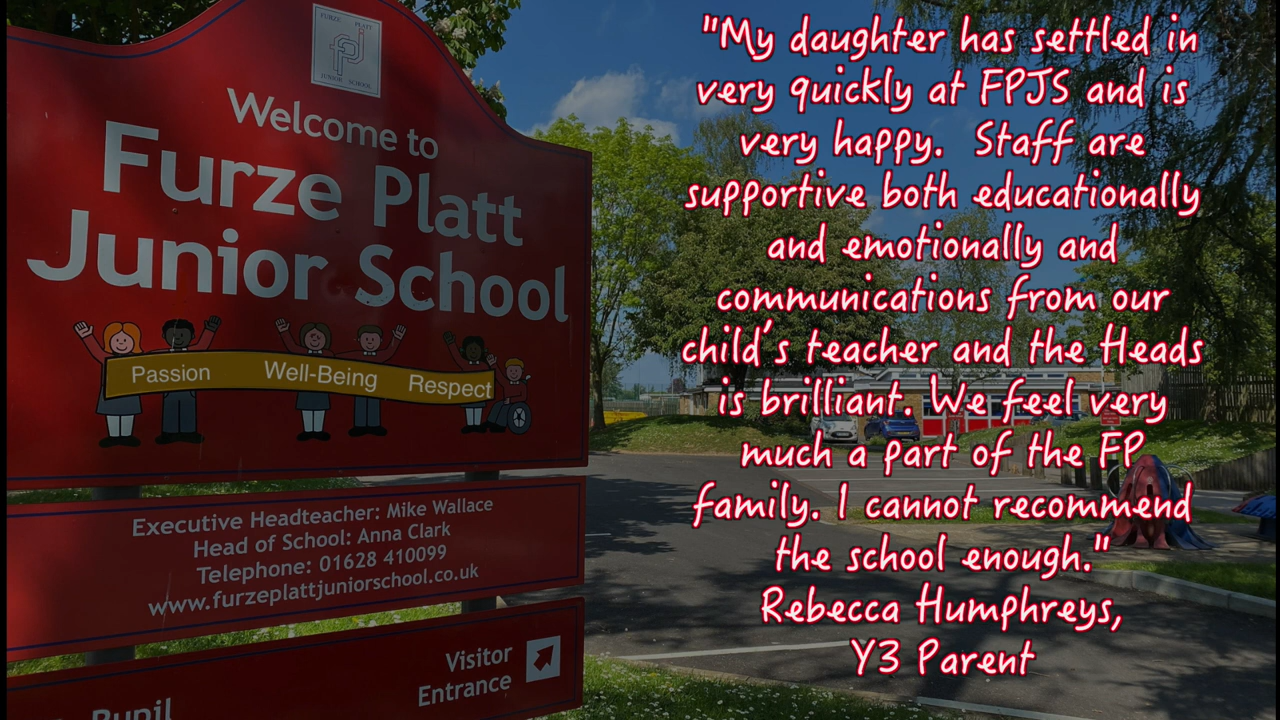 FURZE PLATT
JUNIOR SCHOOL
Welcome to
Furze Platt
Junior School
Passion Well-Being Respect
Executive Headteacher: Mike Wallace
Head of School: Anna Clark
Telephone: 01628 410099
www.furzeplattjuniorschool.co.uk
Visitor
Entrance
Pupil
"My daughter has settled in
very quickly at FPJS and is
very happy. Staff are
supportive both educationally
and emotionally and
communications from our
child's teacher and the Heads
is brilliant. We feel very
much a part of the FP
family. I cannot recommend
the school enough."
Rebecca Humphreys,
Y3 Parent